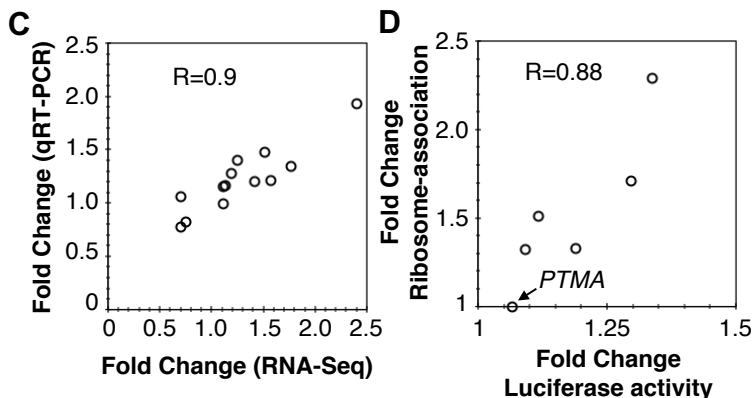 C
Fold Change (qRT-PCR)
2.5
2.0
1.5
1.0
0.5
0
R=0.9
0
0.5
1.0
1.5
2.0
2.5
Fold Change (RNA-Seq)
D
Fold Change
Ribosome-association
2.5
2.0
1.5
1
R=0.88
PTMA
1
1.25
1.5
Fold Change
Luciferase activity